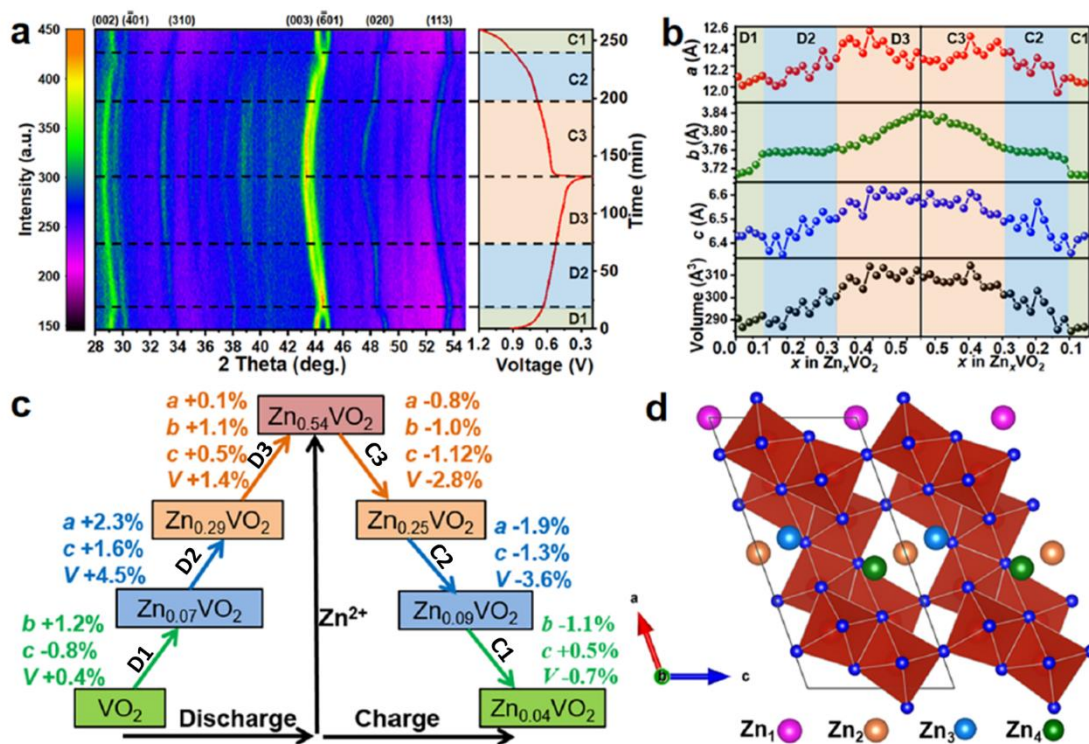 a
(002) (4̄01) (310) (003) (6̄01) (020) (113)
450
400
350
300
250
200
150
Intensity (a.u.)
28 30 32 34 36 38 40 42 44 46 48 50 52 54
2 Theta (deg.)
C1
C2
C3
D3
D2
D1
250
200
150
100
50
0
Time (min)
1.2 0.9 0.6 0.3
Voltage (V)
b
D1 D2 D3 C3 C2 C1
12.6
12.4
12.2
12.0
a (Å)
3.84
3.80
3.76
3.72
b (Å)
6.6
6.5
6.4
c (Å)
310
300
290
Volume (Å³)
0.0 0.1 0.2 0.3 0.4 0.5 0.5 0.4 0.3 0.2 0.1
x in ZnₓVO₂ x in ZnₓVO₂
c
a +0.1%
b +1.1%
c +0.5%
V +1.4%
D3
Zn₀.₅₄VO₂
C3
a -0.8%
b -1.0%
c -1.12%
V -2.8%
a +2.3%
c +1.6%
V +4.5%
D2
Zn₀.₂₉VO₂
Zn₀.₂₅VO₂
C2
a -1.9%
c -1.3%
V -3.6%
b +1.2%
c -0.8%
V +0.4%
D1
Zn₀.₀₇VO₂
Zn²⁺
Zn₀.₀₉VO₂
C1
b -1.1%
c +0.5%
V -0.7%
VO₂
Discharge
Charge
Zn₀.₀₄VO₂
d
a
b
c
Zn₁ Zn₂ Zn₃ Zn₄